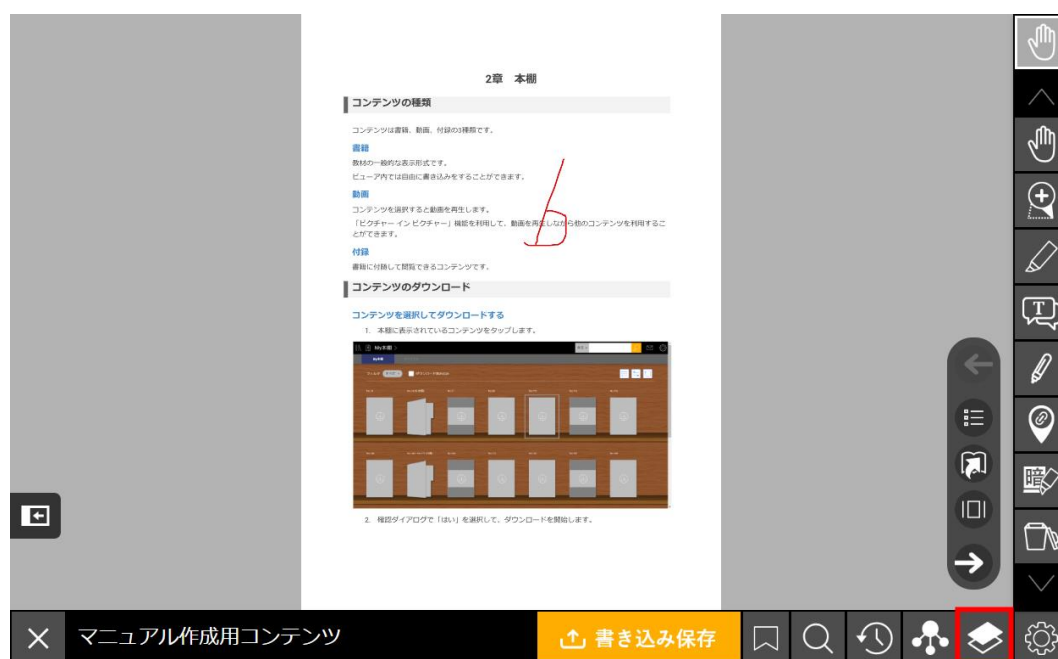 2章 本棚
コンテンツの種類
コンテンツは書籍、動画、付録の3種類です。
書籍
教材の一般的な表示形式です。
ビューア内では自由に書き込みをすることができます。
動画
コンテンツを選択すると動画を再生します。
「ピクチャー イン ピクチャー」機能を利用して、動画を再生しながら他のコンテンツを利用するこ
とができます。
付録
書籍に付随して閲覧できるコンテンツです。
コンテンツのダウンロード
コンテンツを選択してダウンロードする
1. 本棚に表示されているコンテンツをタップします。
My本棚
My本棚
2. 確認ダイアログで「はい」を選択して、ダウンロードを開始します。
マニュアル作成用コンテンツ
書き込み保存